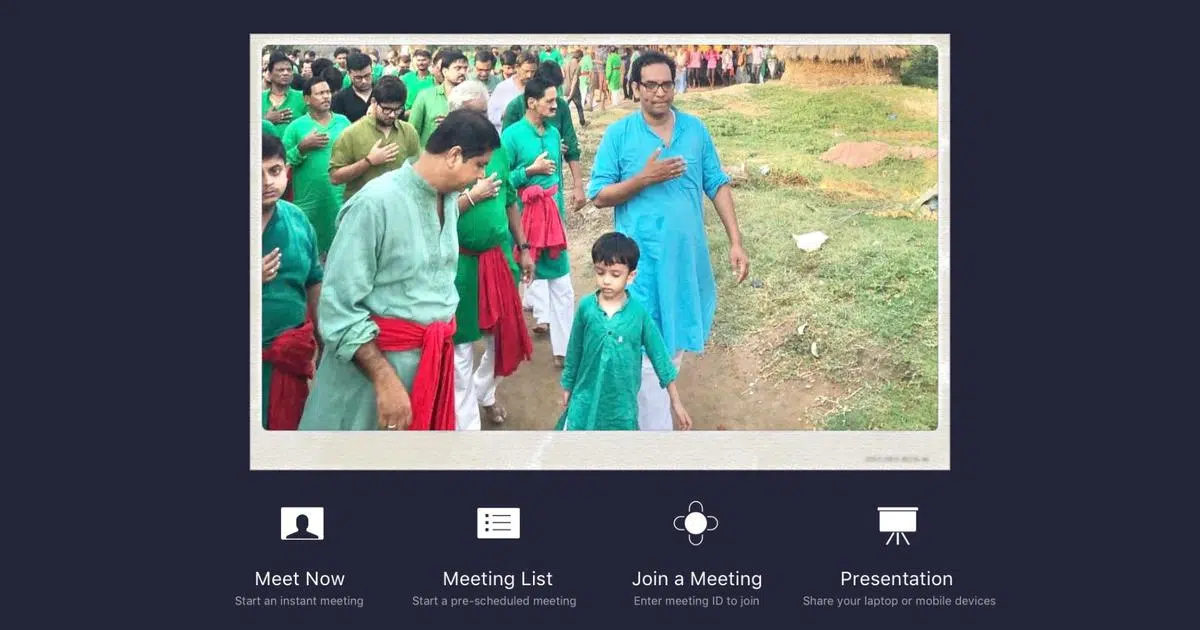 Meet Now
Start an instant meeting
Meeting List
Start a pre-scheduled meeting
Join a Meeting
Enter meeting ID to join
Presentation
Share your laptop or mobile devices